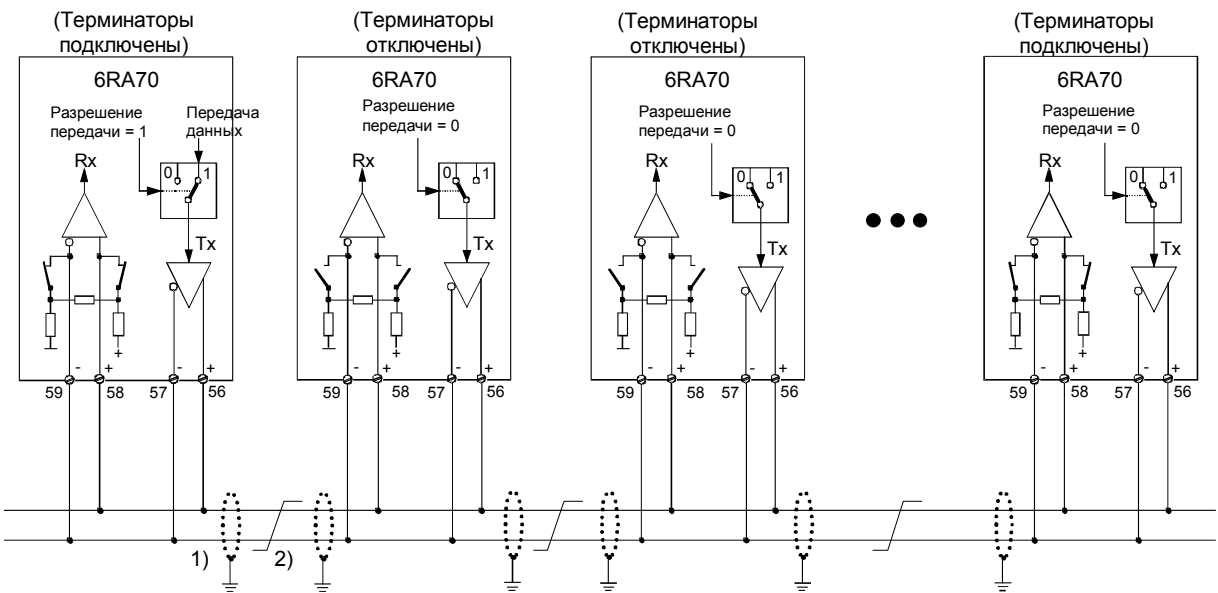 (Терминаторы
подключены)
(Терминаторы
отключены)
(Терминаторы
отключены)
(Терминаторы
подключены)
6RA70
6RA70
6RA70
6RA70
Разрешение
передачи = 1
Передача
данных
Разрешение
передачи = 0
Разрешение
передачи = 0
Разрешение
передачи = 0
Rx
0 1
Rx
0 1
Rx
0 1
Rx
0 1
Tx
Tx
Tx
Tx
+
+
+
+
- + - +
- + - +
- + - +
- + - +
59 58 57 56
59 58 57 56
59 58 57 56
59 58 57 56
1) 2)